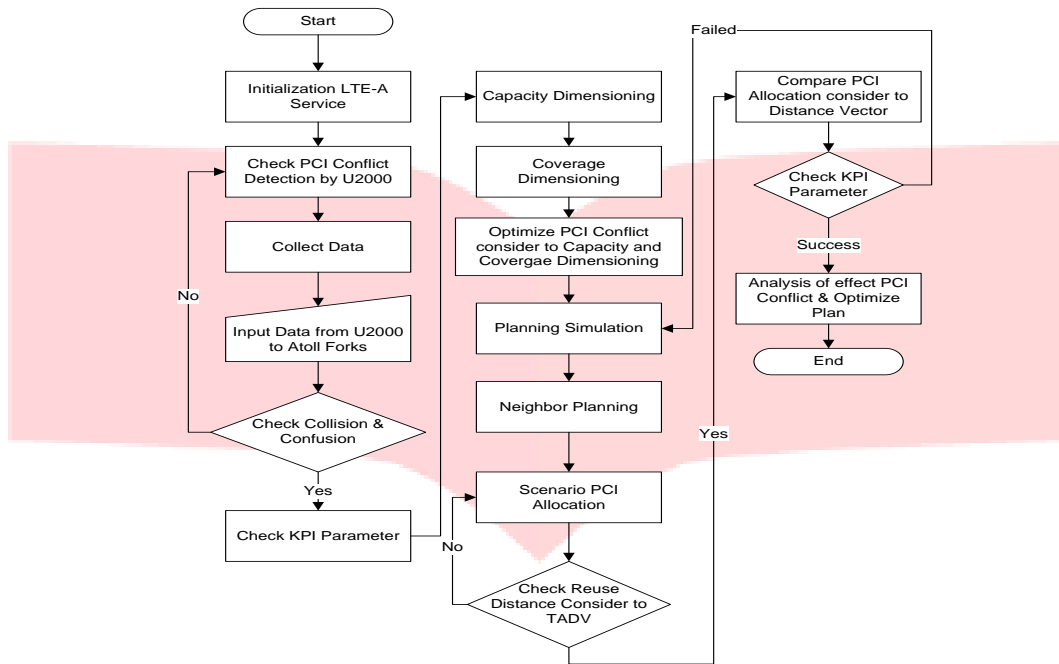 Start
Initialization LTE-A
Service
Check PCI Conflict
Detection by U2000
Collect Data
No
Input Data from U2000
to Atoll Forks
Check Collision &
Confusion
Yes
Check KPI Parameter
Capacity Dimensioning
Coverage
Dimensioning
Optimize PCI Conflict
consider to Capacity and
Covergae Dimensioning
Planning Simulation
Neighbor Planning
Scenario PCI
Allocation
No
Check Reuse
Distance Consider to
TADV
Yes
Failed
Compare PCI
Allocation consider to
Distance Vector
Check KPI
Parameter
Success
Analysis of effect PCI
Conflict & Optimize
Plan
End